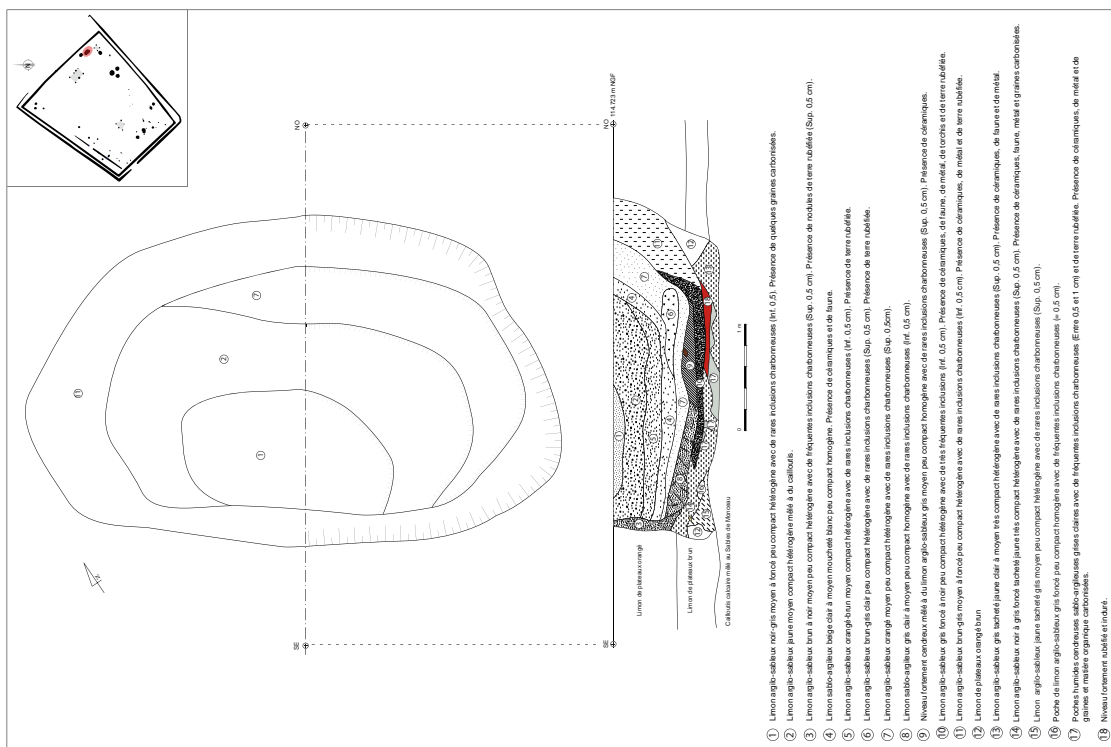 N
NO
NO
114.723 m NGF
SE
SE
N
1 m
0
Limon de plateaux orangé
Limon de plateaux brun
Cailloutis calcaire mêlé au Sables de Monceau
① Limon argilo-sableux noir-gris moyen à foncé peu compact hétérogène avec de rares inclusions charbonneuses (Inf. 0,5). Présence de quelques graines carbonisées.
② Limon argilo-sableux jaune moyen compact hétérogène mêlé à du cailloutis.
③ Limon argilo-sableux brun à noir moyen peu compact hétérogène avec de fréquentes inclusions charbonneuses (Sup. 0,5 cm). Présence de nodules de terre rubéfiée (Sup. 0,5 cm).
④ Limon sablo-argileux beige clair à moyen moucheté blanc peu compact homogène. Présence de céramiques et de faune.
⑤ Limon argilo-sableux orangé-brun moyen compact hétérogène avec de rares inclusions charbonneuses (Inf. 0,5 cm). Présence de terre rubéfiée.
⑥ Limon argilo-sableux brun-gris clair peu compact hétérogène avec de rares inclusions charbonneuses (Sup. 0,5 cm). Présence de terre rubéfiée.
⑦ Limon argilo-sableux orangé moyen peu compact hétérogène avec de rares inclusions charbonneuses (Sup. 0,5cm).
⑧ Limon sablo-argileux gris clair à moyen peu compact homogène avec de rares inclusions charbonneuses (Inf. 0,5 cm).
⑨ Niveau fortement cendreux mêlé à du limon argilo-sableux gris moyen peu compact homogène avec de rares inclusions charbonneuses (Sup. 0,5 cm). Présence de céramiques.
⑩ Limon argilo-sableux gris foncé à noir peu compact hétérogène avec de très fréquentes inclusions (Inf. 0,5 cm). Présence de céramiques, de faune, de métal, de torchis et de terre rubéfiée.
⑪ Limon argilo-sableux brun-gris moyen à foncé peu compact hétérogène avec de rares inclusions charbonneuses (Inf. 0,5 cm). Présence de céramiques, de métal et de terre rubéfiée.
⑫ Limon de plateaux orangé brun
⑬ Limon argilo-sableux gris tacheté jaune clair à moyen très compact hétérogène avec de rares inclusions charbonneuses (Sup. 0,5 cm). Présence de céramiques, de faune et de métal.
⑭ Limon argilo-sableux noir à gris foncé tacheté jaune très compact hétérogène avec de rares inclusions charbonneuses (Sup. 0,5 cm). Présence de céramiques, faune, métal et graines carbonisées.
⑮ Limon argilo-sableux jaune tacheté gris moyen peu compact hétérogène avec de rares inclusions charbonneuses (Sup. 0,5 cm).
⑯ Poche de limon argilo-sableux gris foncé peu compact homogène avec de fréquentes inclusions charbonneuses (= 0,5 cm).
⑰ Poches humides cendreuses sablo-argileuses grises claires avec de fréquentes inclusions charbonneuses (Entre 0,5 et 1 cm) et de terre rubéfiée. Présence de céramiques, de métal et de
graines et matière organique carbonisées.
⑱ Niveau fortement rubéfié et induré.